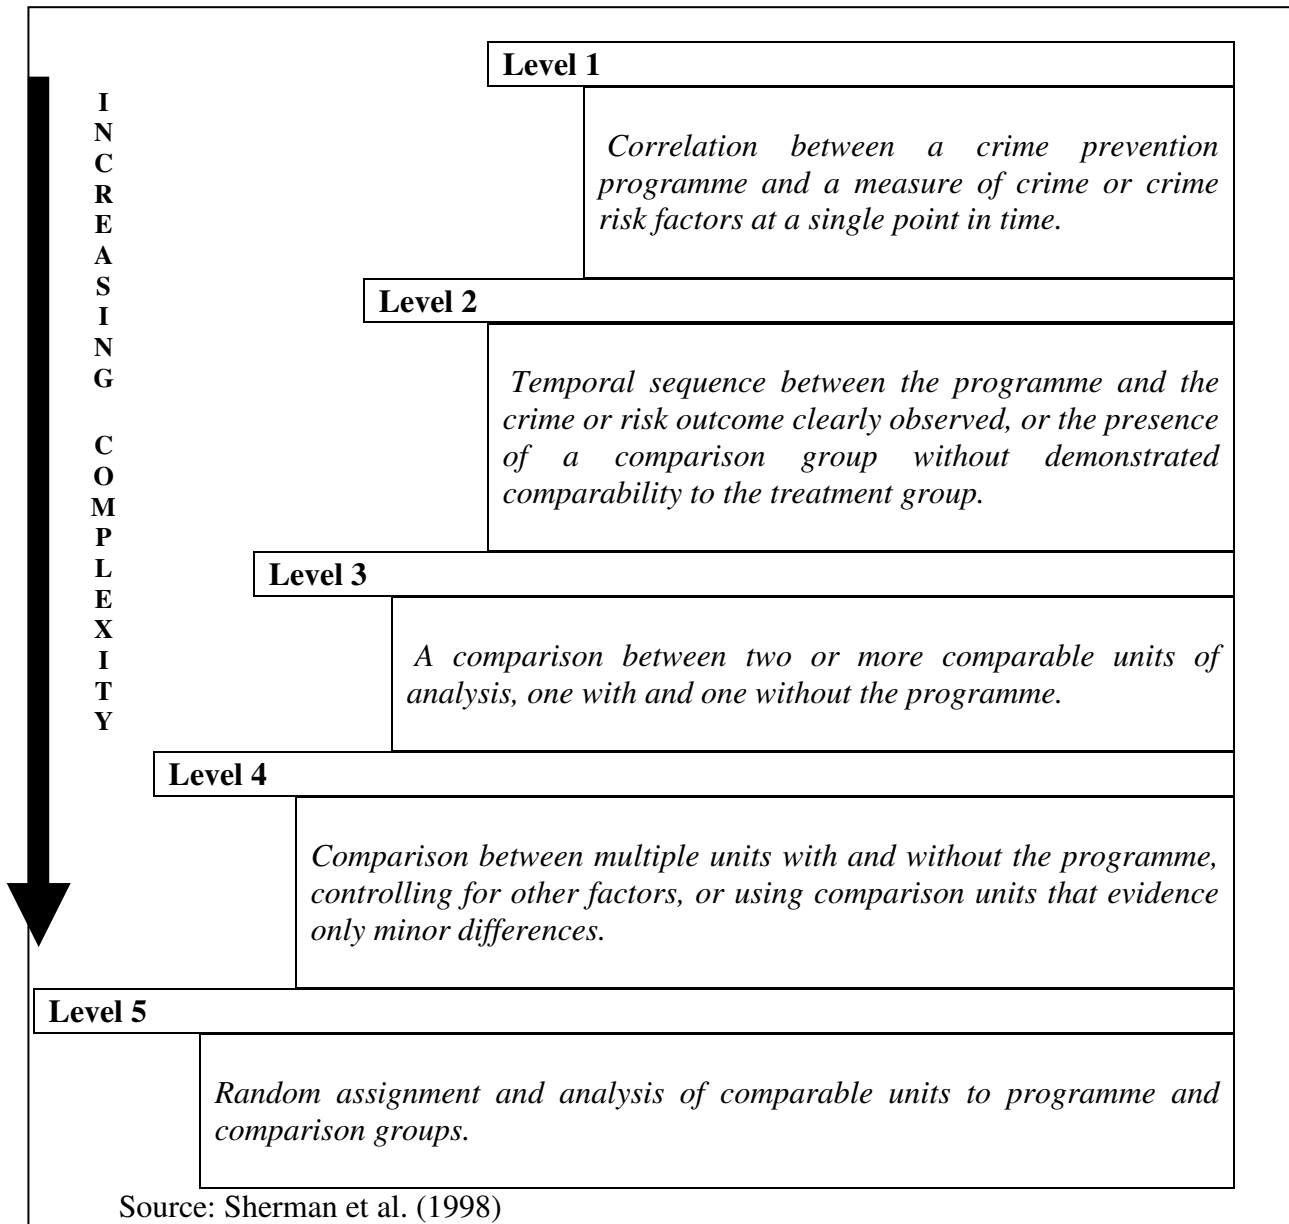 INCREASING COMPLEXITY
Level 1
Correlation between a crime prevention
programme and a measure of crime or crime
risk factors at a single point in time.
Level 2
Temporal sequence between the programme and the
crime or risk outcome clearly observed, or the presence
of a comparison group without demonstrated
comparability to the treatment group.
Level 3
A comparison between two or more comparable units of
analysis, one with and one without the programme.
Level 4
Comparison between multiple units with and without the programme,
controlling for other factors, or using comparison units that evidence
only minor differences.
Level 5
Random assignment and analysis of comparable units to programme and
comparison groups.
Source: Sherman et al. (1998)